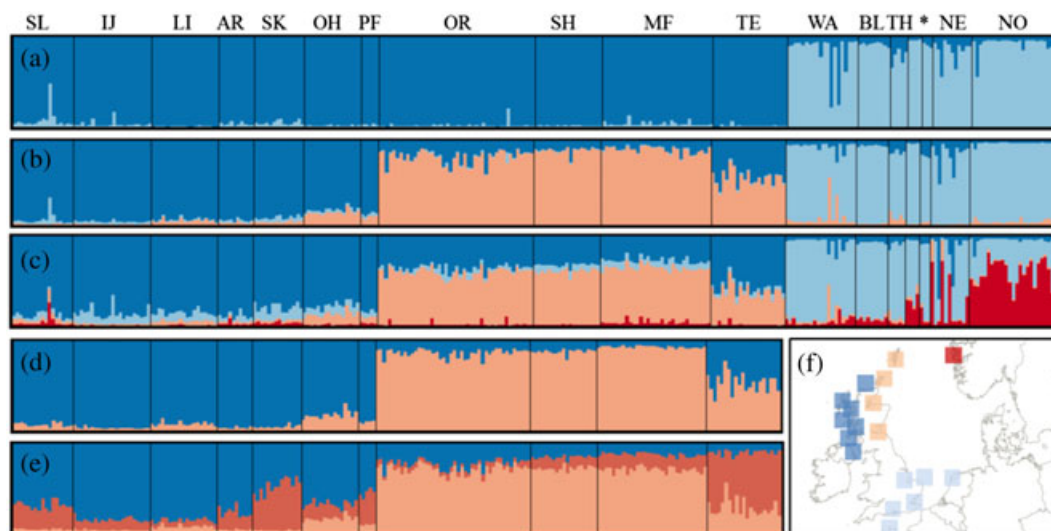 SL IJ LI AR SK OH PF OR SH MF TE WA BL TH * NE NO
(a)
(b)
(c)
(d)
(f)
(e)